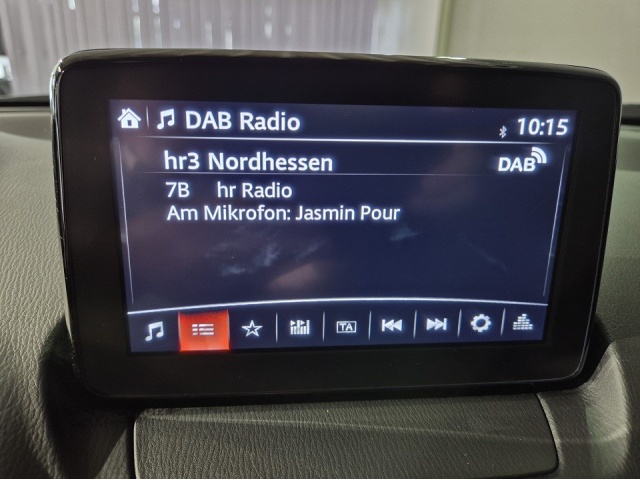 DAB Radio
10:15
hr3 Nordhessen
DAB
7B hr Radio
Am Mikrofon: Jasmin Pour
TA